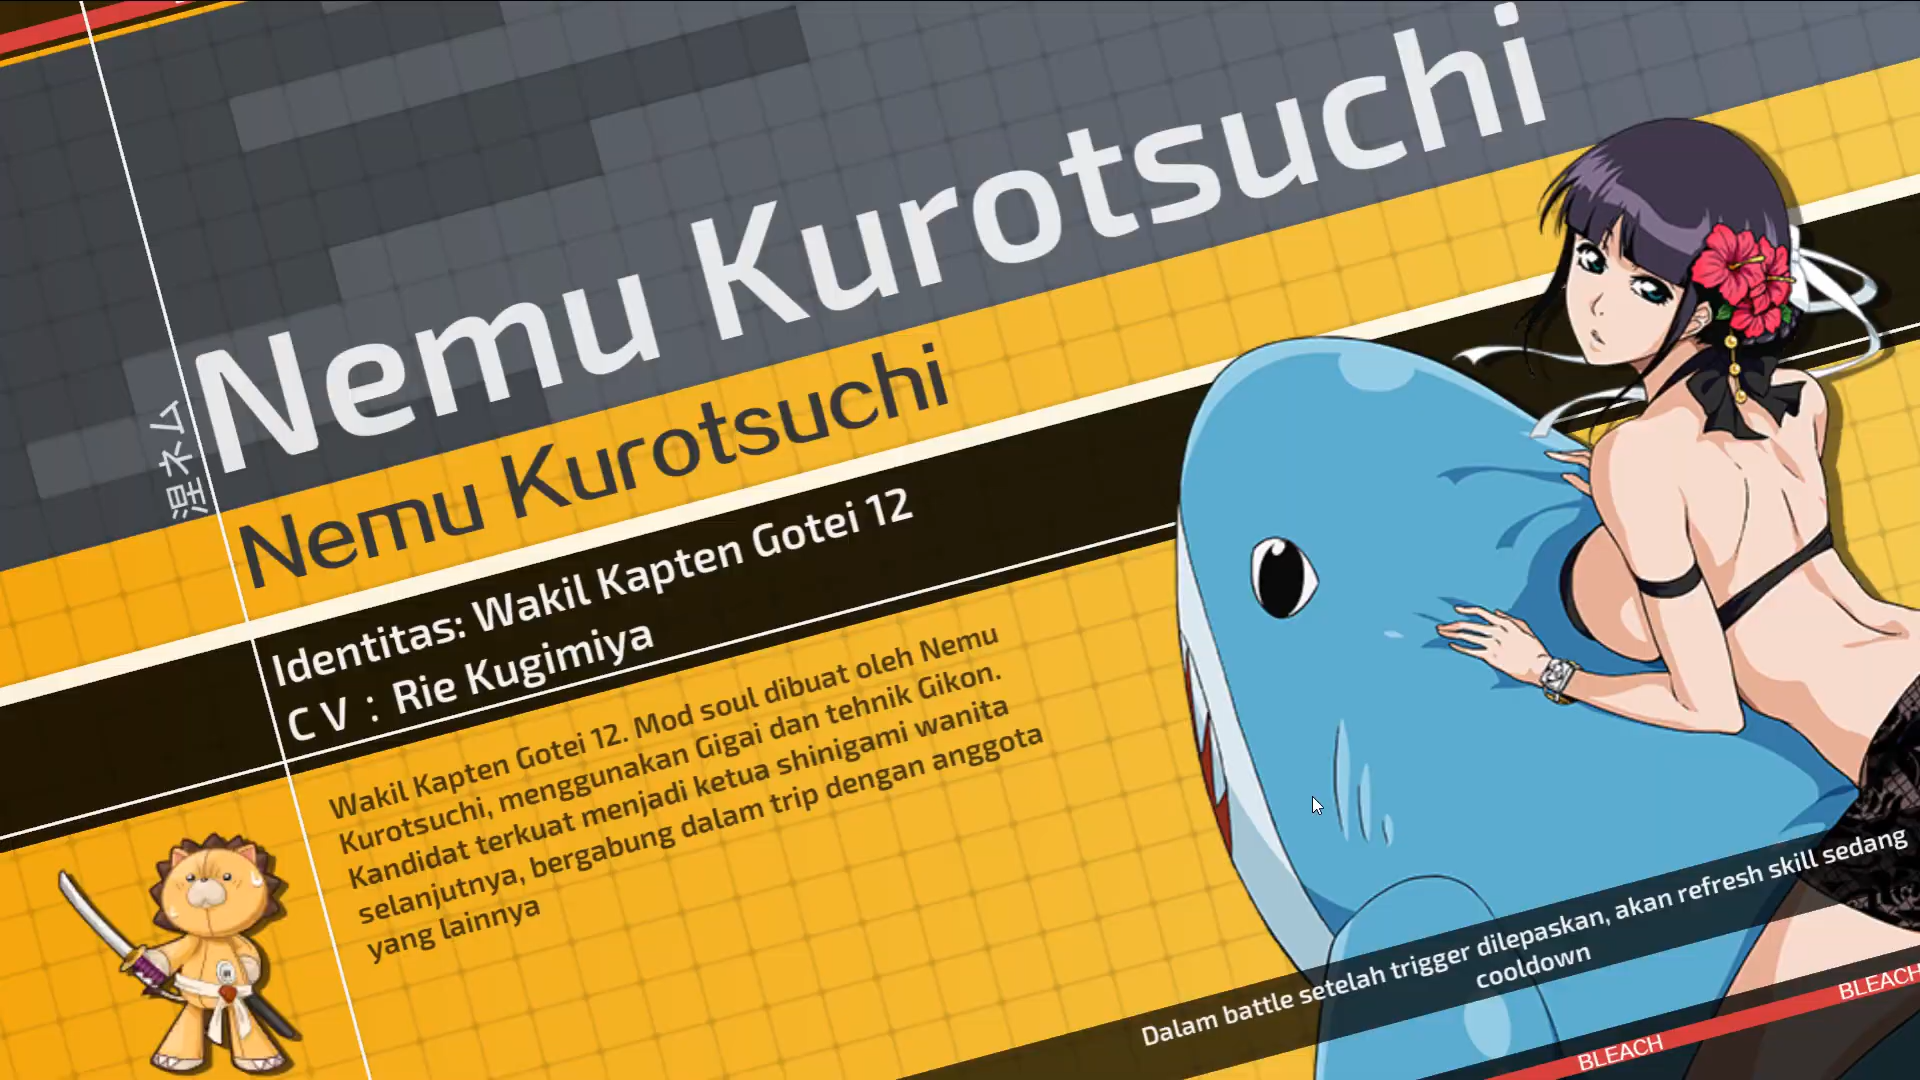 Nemu Kurotsuchi
涅ネム
Nemu Kurotsuchi
Identitas: Wakil Kapten Gotei 12
CV : Rie Kugimiya
Wakil Kapten Gotei 12. Mod soul dibuat oleh Nemu
Kurotsuchi, menggunakan Gigai dan tehnik Gikon.
Kandidat terkuat menjadi ketua shinigami wanita
selanjutnya, bergabung dalam trip dengan anggota
yang lainnya
Dalam battle setelah trigger dilepaskan, akan refresh skill sedang
cooldown
BLEACH
BLEACH